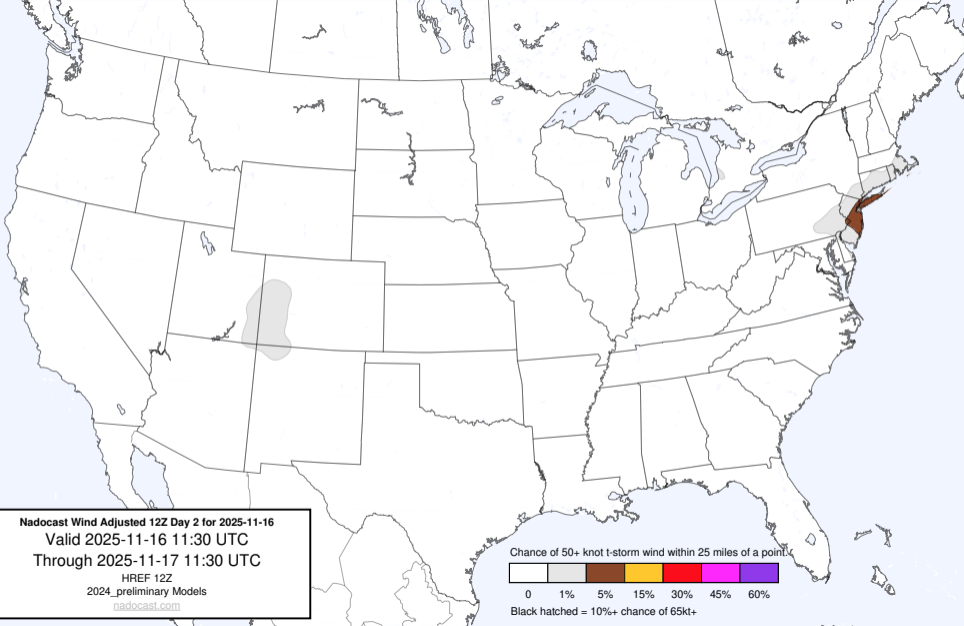 Nadocast Wind Adjusted 12Z Day 2 for 2025-11-16
Valid 2025-11-16 11:30 UTC
Through 2025-11-17 11:30 UTC
HREF 12Z
2024_preliminary Models
nadocast.com
Chance of 50+ knot t-storm wind within 25 miles of a point.
0 1% 5% 15% 30% 45% 60%
Black hatched = 10%+ chance of 65kt+